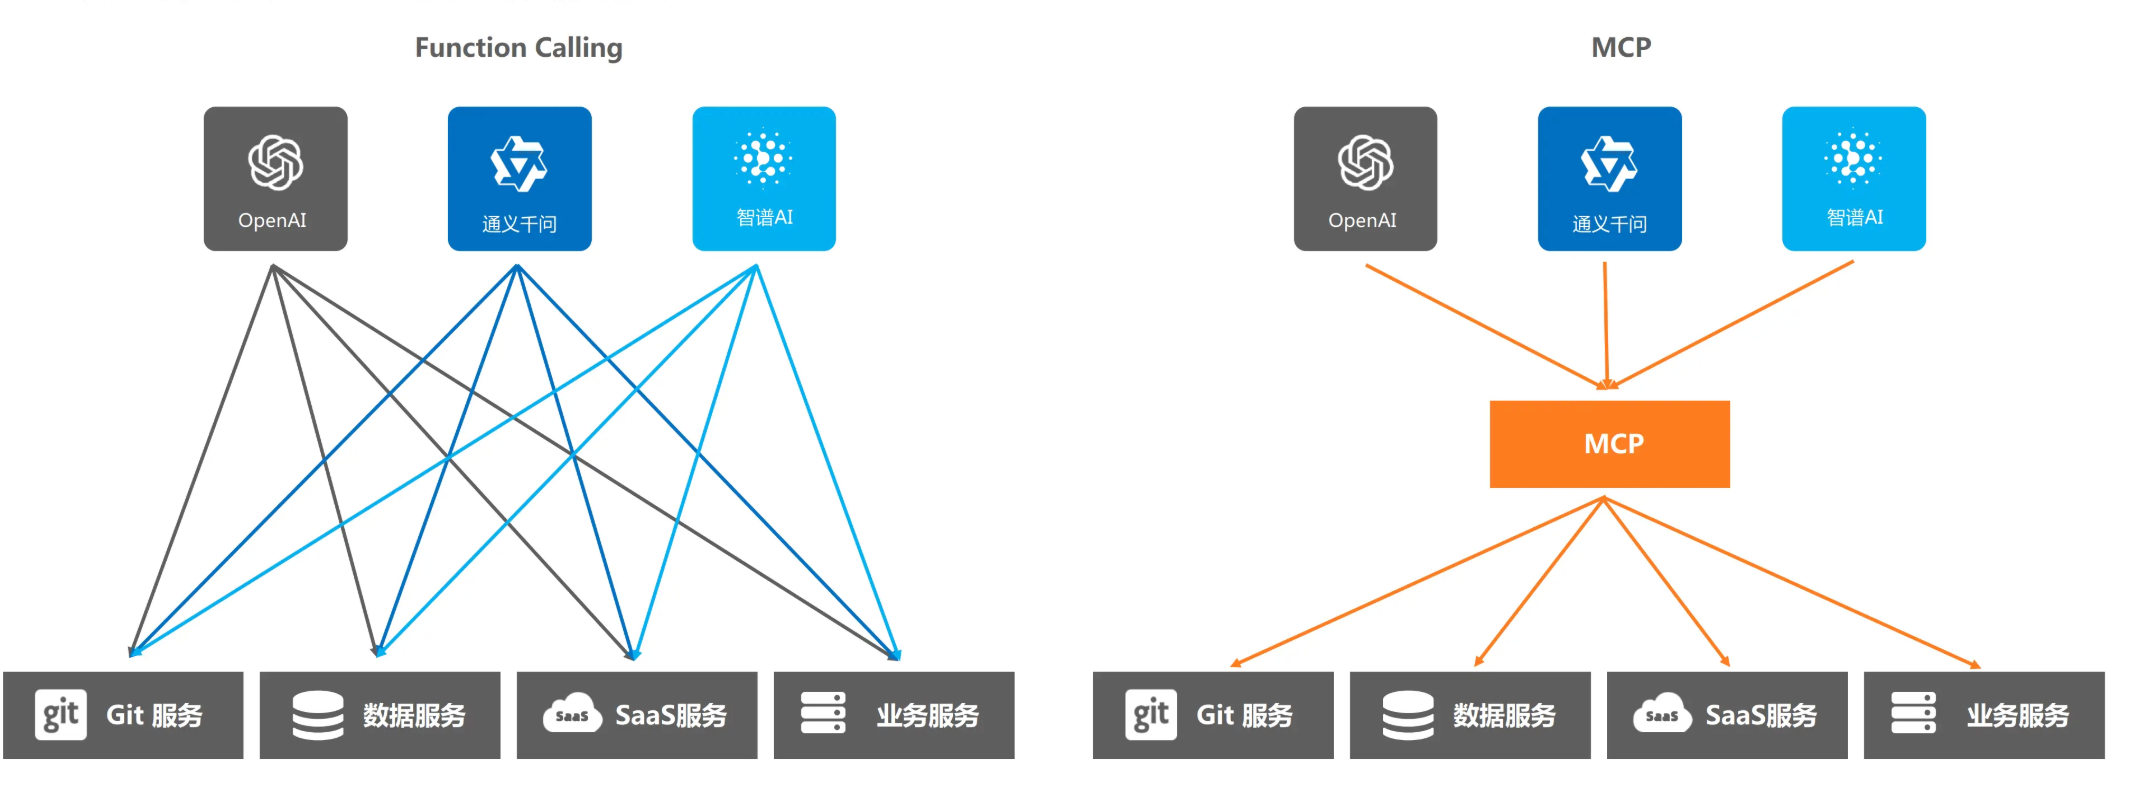 Function Calling
MCP
OpenAI
通义千问
智谱AI
OpenAI
通义千问
智谱AI
MCP
git Git 服务
数据服务
SaaS SaaS服务
业务服务
git Git 服务
数据服务
SaaS SaaS服务
业务服务